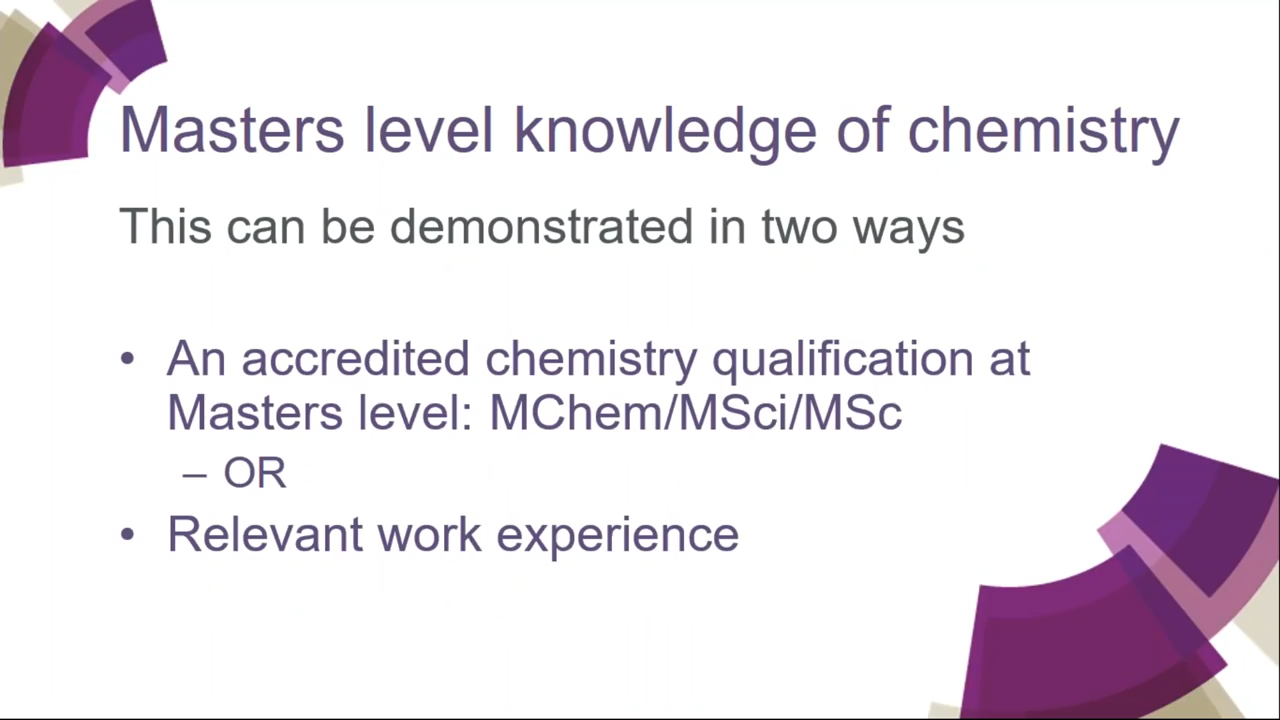 Masters level knowledge of chemistry
This can be demonstrated in two ways
• An accredited chemistry qualification at
Masters level: MChem/MSci/MSc
– OR
• Relevant work experience